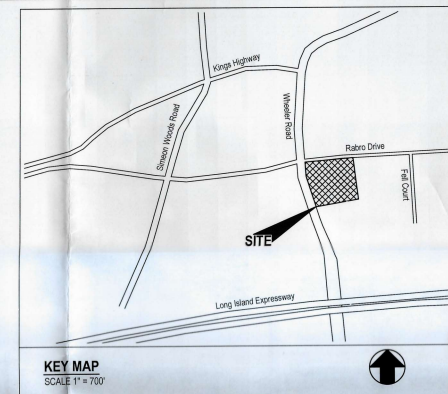 Kings Highway
Simeon Woods Road
Wheeler Road
Rabro Drive
Fell Court
SITE
Long Island Expressway
KEY MAP
SCALE 1" = 700'